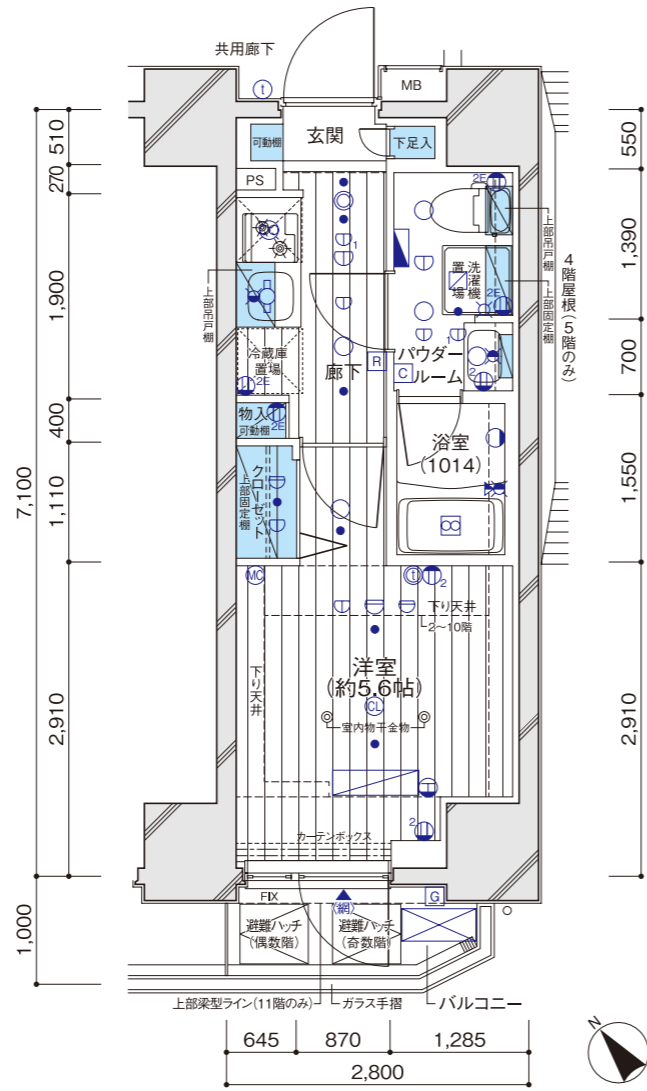 共用廊下
t
MB
510
270
1,900
400
1,110
2,910
7,100
1,000
550
1,390
700
1,550
2,910
可動棚
玄関
下足入
PS
2E
上部吊戸棚
1
洗濯機置場
2E
上部固定棚
4階屋根(5階のみ)
上部吊戸棚
冷蔵庫
置場
2E
廊下
R
C
1
2
パウダー
ルーム
物入
可動棚
2E
浴室
(1014)
クローゼット
上部固定棚
MC
t
2
下り天井
2〜10階
下り天井
洋室
(約5.6帖)
CL
室内物干金物
2
カーテンボックス
FIX
〈網〉
G
避難ハッチ
(偶数階)
避難ハッチ
(奇数階)
上部梁型ライン(11階のみ)
ガラス手摺
バルコニー
645
870
1,285
2,800
N